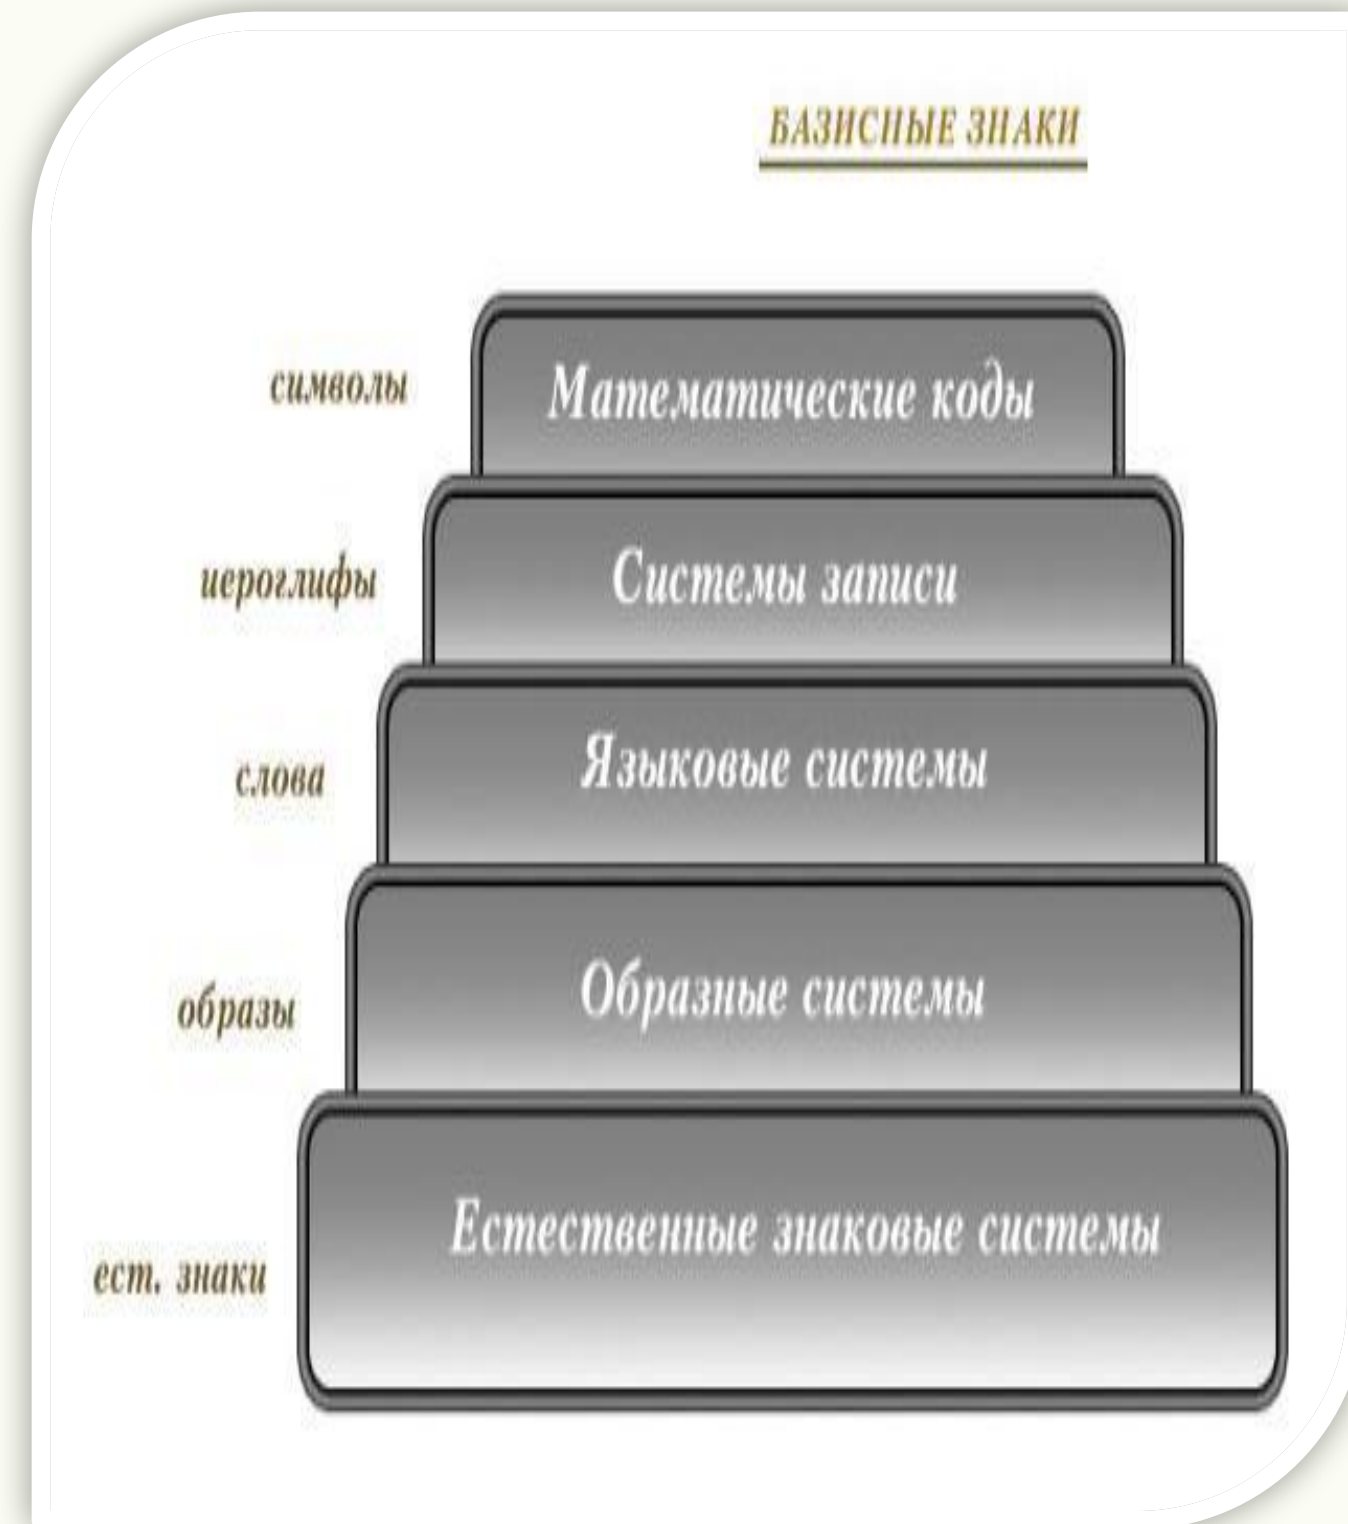 БАЗИСНЫЕ ЗНАКИ
символы
Математические коды
иероглифы
Системы записи
слова
Языковые системы
образы
Образные системы
ест. знаки
Естественные знаковые системы